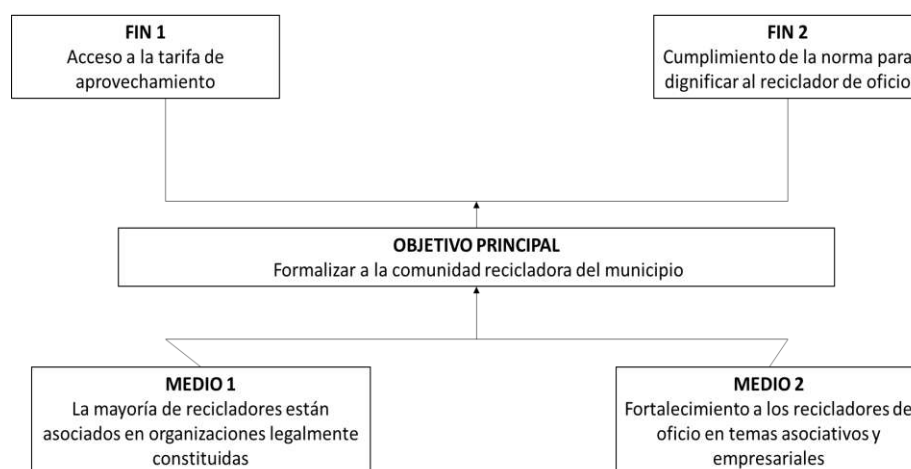 FIN 1
Acceso a la tarifa de
aprovechamiento
FIN 2
Cumplimiento de la norma para
dignificar al reciclador de oficio
OBJETIVO PRINCIPAL
Formalizar a la comunidad recicladora del municipio
MEDIO 1
La mayoría de recicladores están
asociados en organizaciones legalmente
constituidas
MEDIO 2
Fortalecimiento a los recicladores de
oficio en temas asociativos y
empresariales